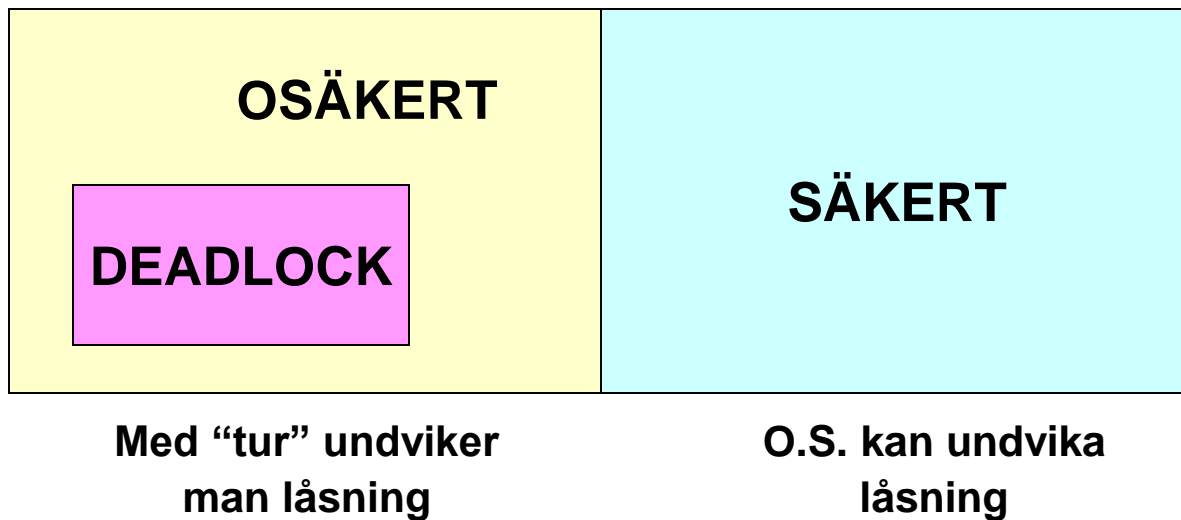 OSÄKERT
DEADLOCK
SÄKERT
Med “tur” undviker
man låsning
O.S. kan undvika
låsning